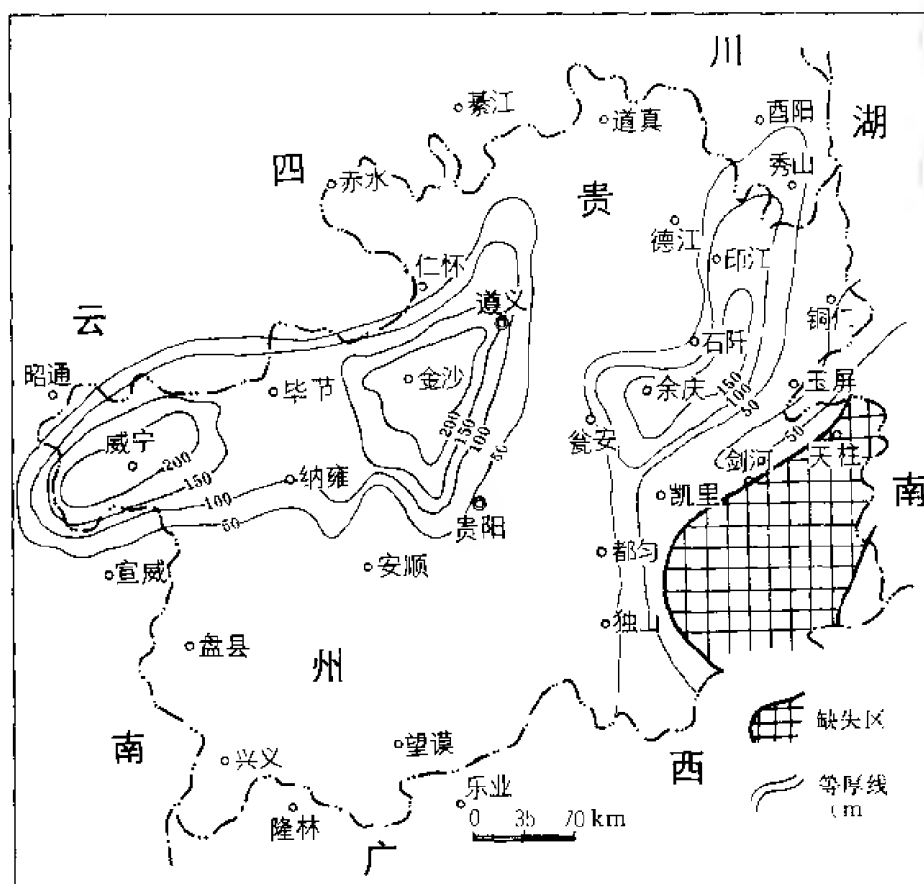 川
湖
綦江
道真
酉阳
四
赤水
贵
秀山
德江
印江
仁怀
云
遵义
铜仁
昭通
石阡
毕节
金沙
余庆
玉屏
150
100
50
50
威宁
200
150
100
50
200
150
100
50
瓮安
纳雍
剑河
天柱
凯里
南
贵阳
都匀
安顺
宣威
独山
盘县
州
缺失区
南
兴义
望谟
西
等厚线
(m
乐业
隆林
0 35 70 km
广